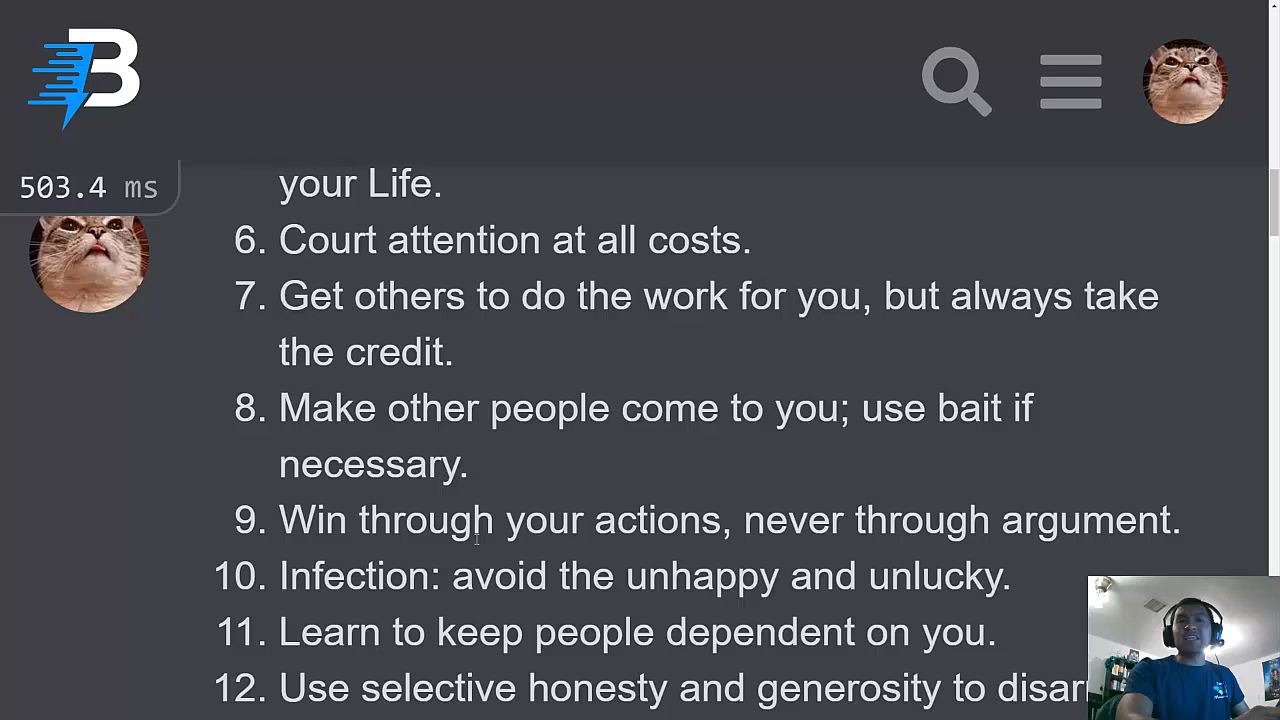 B
503.4 ms
your Life.
6. Court attention at all costs.
7. Get others to do the work for you, but always take
the credit.
8. Make other people come to you; use bait if
necessary.
9. Win through your actions, never through argument.
10. Infection: avoid the unhappy and unlucky.
11. Learn to keep people dependent on you.
12. Use selective honesty and generosity to